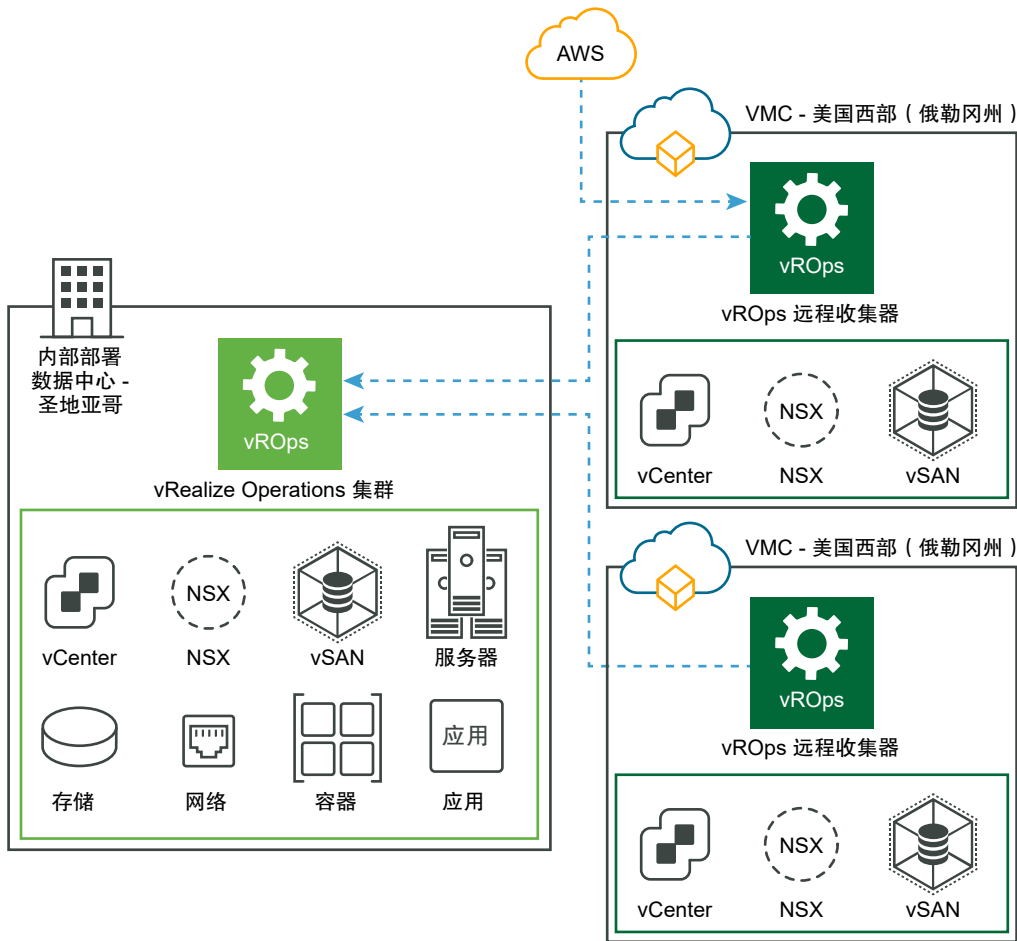 AWS
VMC - 美国西部（俄勒冈州）
vROps
vROps 远程收集器
vCenter
NSX
NSX
vSAN
内部部署
数据中心 -
圣地亚哥
vROps
vRealize Operations 集群
vCenter
NSX
NSX
vSAN
服务器
存储
网络
容器
应用
应用
VMC - 美国西部（俄勒冈州）
vROps
vROps 远程收集器
vCenter
NSX
NSX
vSAN